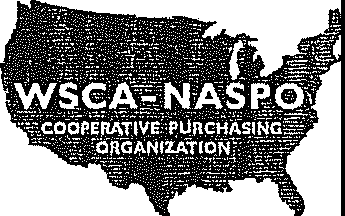 WSCA-NASPO
COOPERATIVE PURCHASING
ORGANIZATION